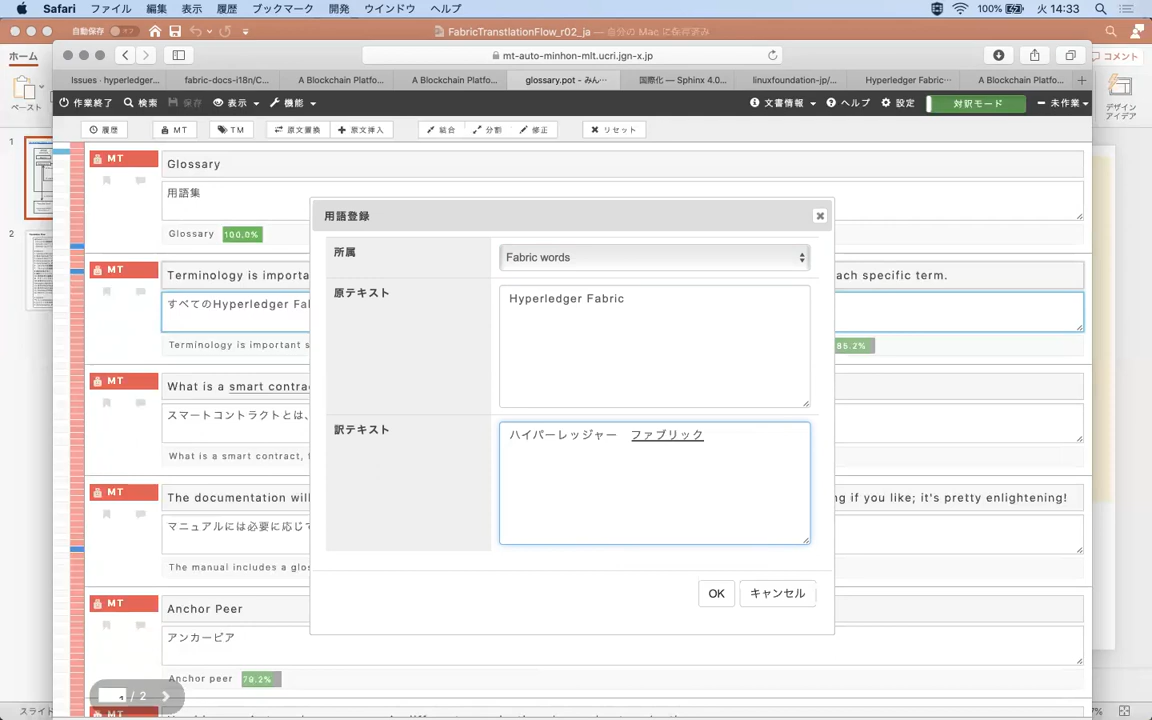 Safari ファイル 編集 表示 履歴 ブックマーク 開発 ウインドウ ヘルプ 100% 火 14:33
自動保存 オフ FabricTranstlationFlow_r02_ja — 自分の Mac に保存済み
ホーム mt-auto-minhon-mlt.ucri.jgn-x.jp コメント
Issues · hyperledger... fabric-docs-i18n/C... A Blockchain Platfo... A Blockchain Platfo... glossary.pot - みん... 国際化 — Sphinx 4.0... linuxfoundation-jp/... Hyperledger Fabric... A Blockchain Platfo...
ペースト 作業終了 検索 保存 表示 機能 文書情報 ヘルプ 設定 対訳モード 未作業 デザイン アイデア
履歴 MT TM 原文置換 原文挿入 結合 分割 修正 リセット
1
MT Glossary
用語集
Glossary 100.0%
用語登録
所属 Fabric words
原テキスト Hyperledger Fabric
訳テキスト ハイパーレッジャー ファブリック
OK キャンセル
2
MT Terminology is importa ach specific term.
すべてのHyperledger Fa
Terminology is important s 85.2%
MT What is a smart contrac
スマートコントラクトとは、
What is a smart contract,
MT The documentation will g if you like; it's pretty enlightening!
マニュアルには必要に応じ
The manual includes a glos
MT Anchor Peer
アンカーピア
Anchor peer 79.2%
1 / 2
MT
スライド 7%